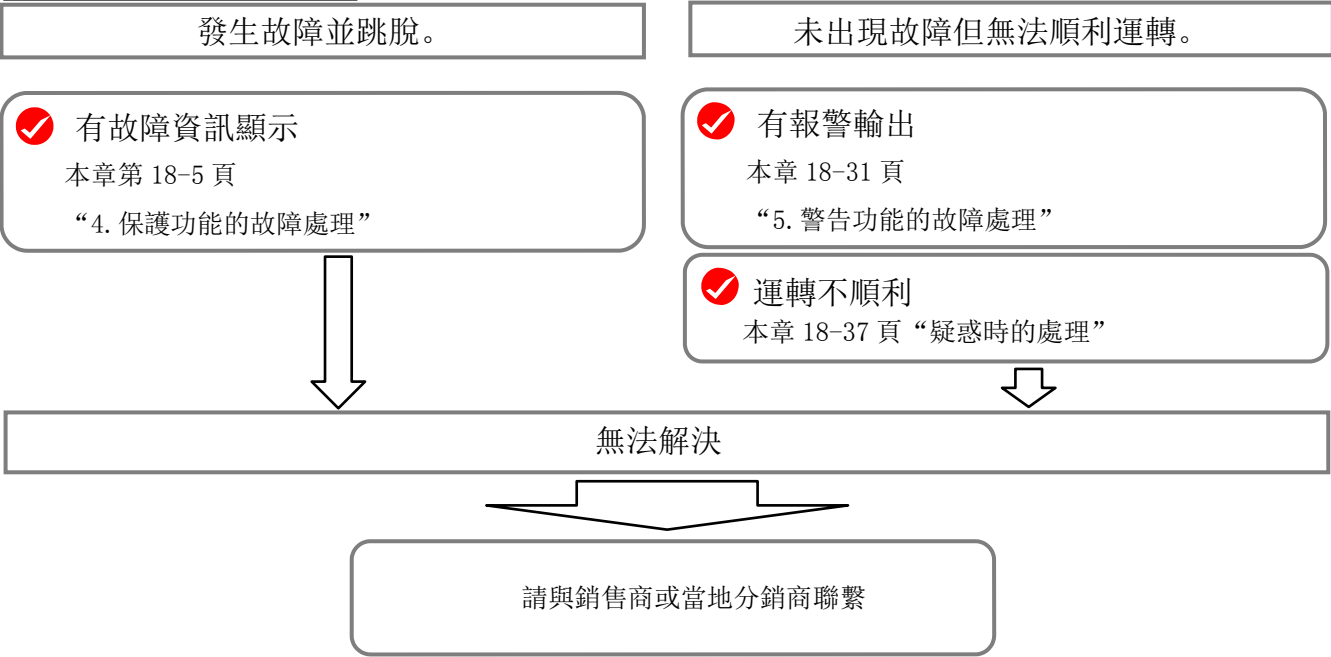 發生故障並跳脫。
有故障資訊顯示
本章第 18-5 頁
“4.保護功能的故障處理”
未出現故障但無法順利運轉。
有報警輸出
本章 18-31 頁
“5.警告功能的故障處理”
運轉不順利
本章 18-37 頁“疑惑時的處理”
無法解決
請與銷售商或當地分銷商聯繫